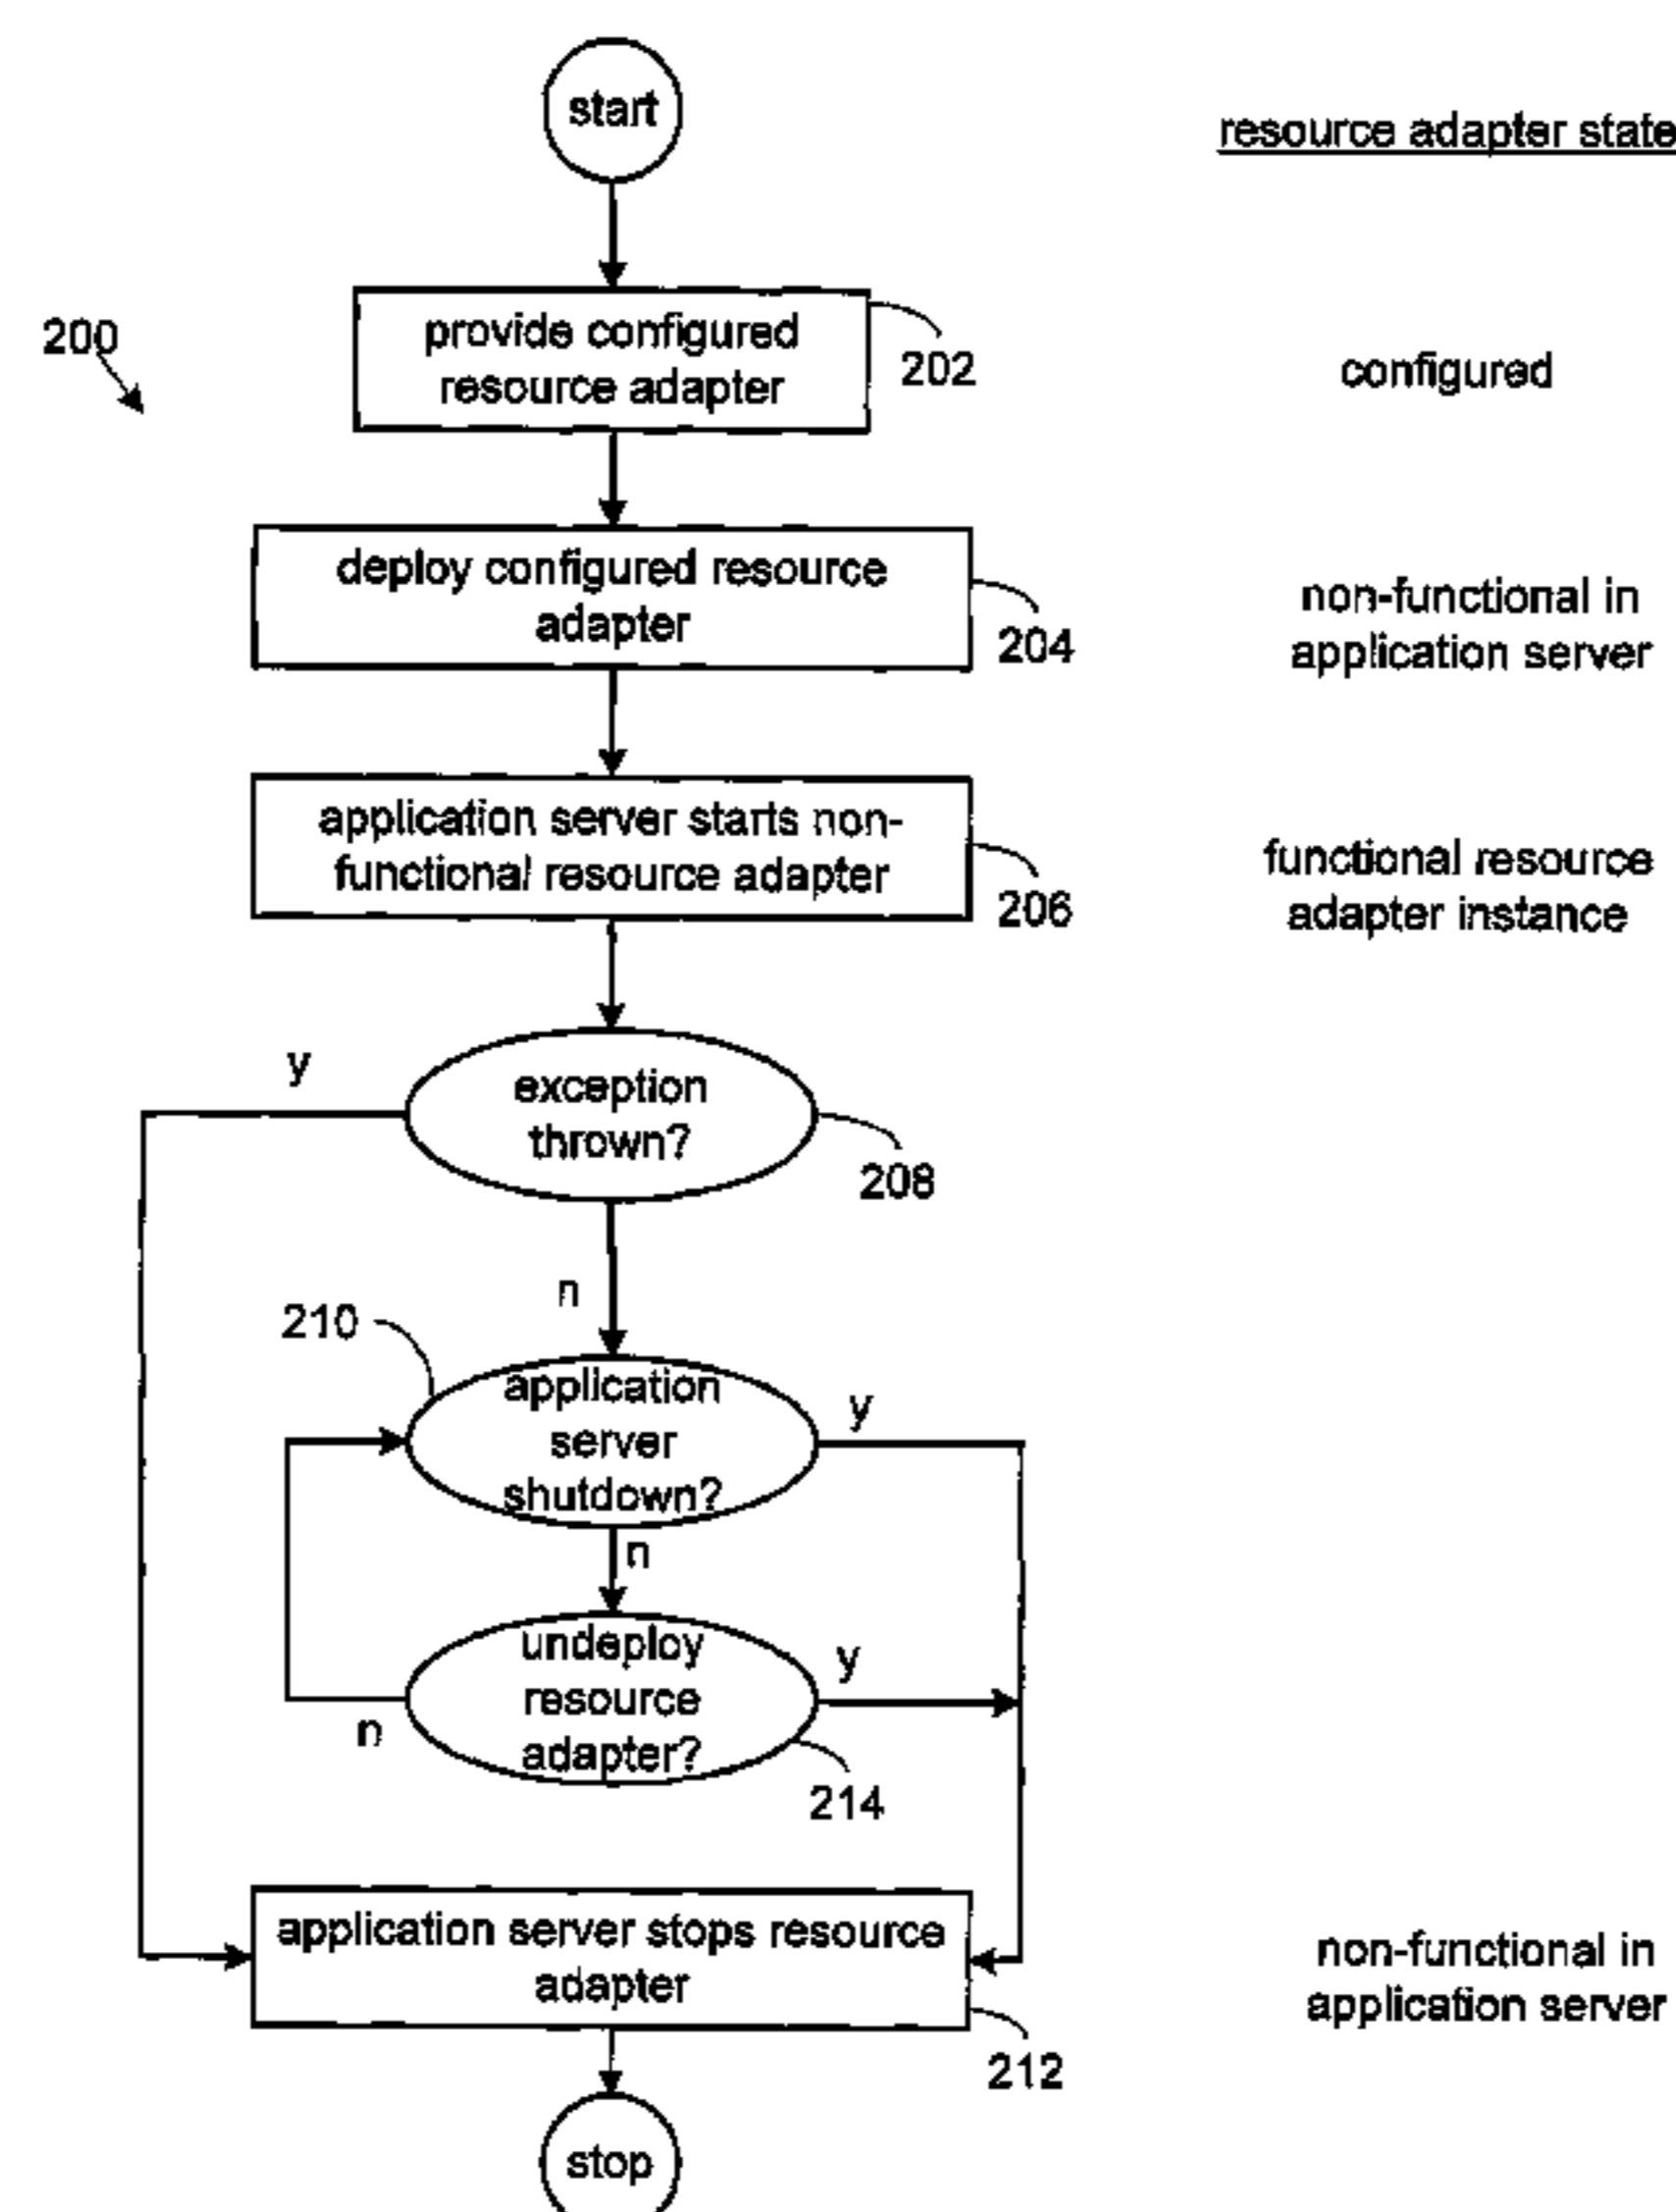 start
resource adapter state
200
provide configured
resource adapter
202
configured
deploy configured resource
adapter
204
non-functional in
application server
application server starts non-
functional resource adapter
206
functional resource
adapter instance
y
exception
thrown?
208
n
210
application
server
shutdown?
y
n
undeploy
resource
adapter?
y
n
214
application server stops resource
adapter
212
non-functional in
application server
stop